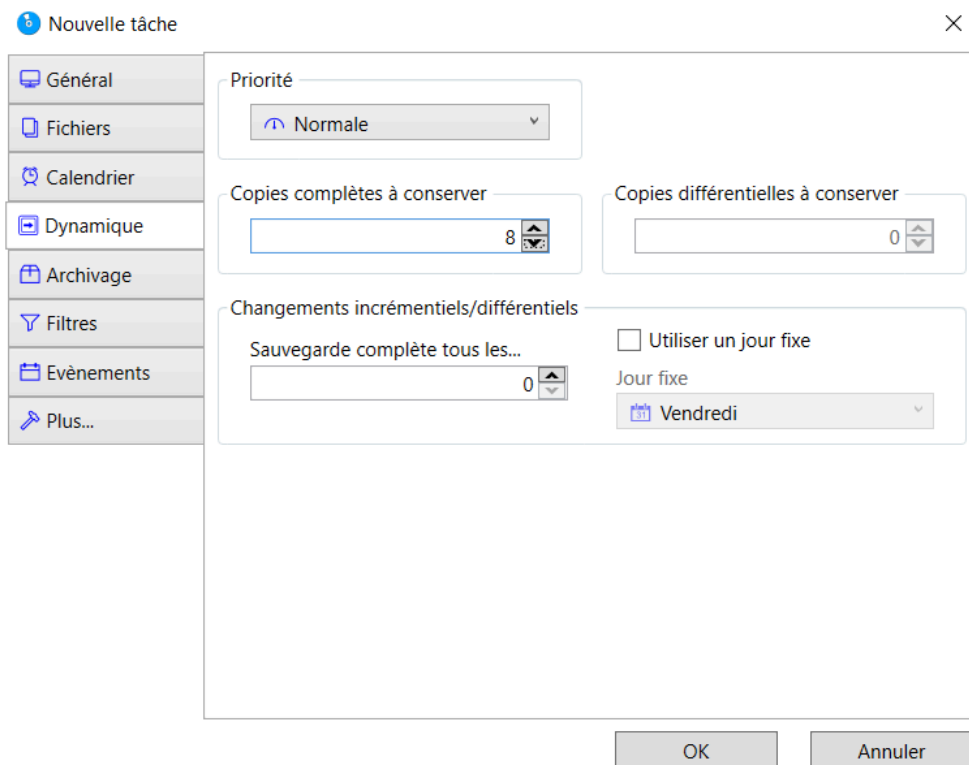 Nouvelle tâche
Général
Fichiers
Calendrier
Dynamique
Archivage
Filtres
Evènements
Plus...
Priorité
Normale
Copies complètes à conserver
8
Copies différentielles à conserver
0
Changements incrémentiels/différentiels
Sauvegarde complète tous les...
0
Utiliser un jour fixe
Jour fixe
31
Vendredi
OK
Annuler